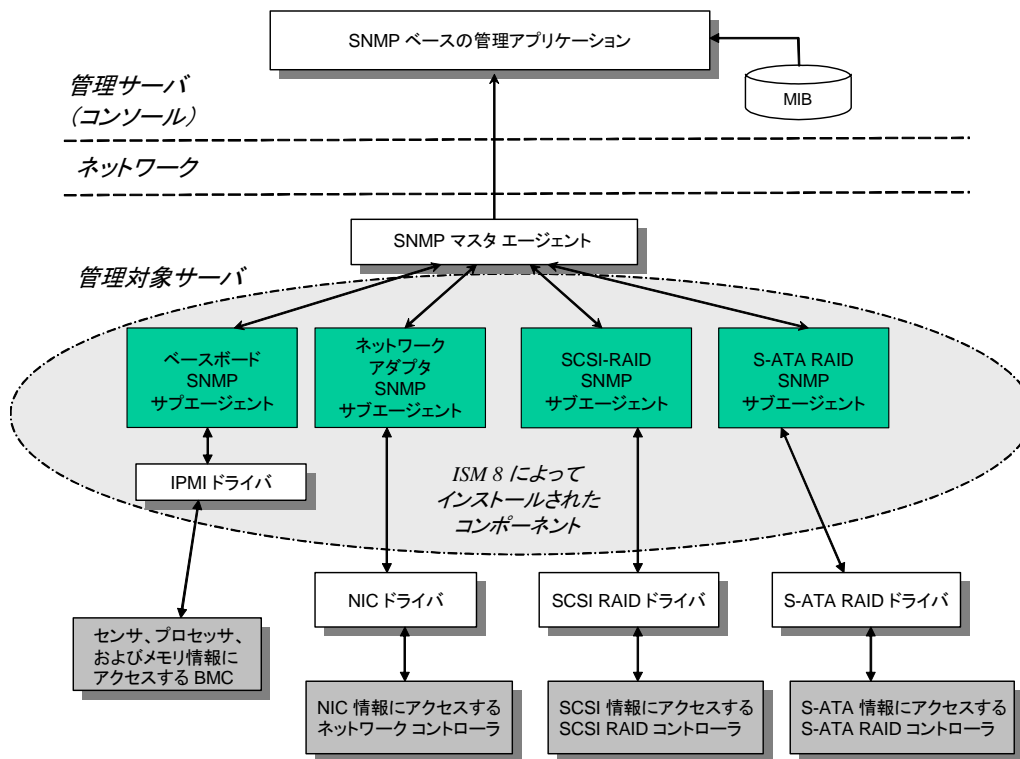 SNMP ベースの管理アプリケーション
管理サーバ
（コンソール）
MIB
ネットワーク
SNMP マスタ エージェント
管理対象サーバ
ベースボード
SNMP
サプエージェント
ネットワーク
アダプタ
SNMP
サブエージェント
SCSI-RAID
SNMP
サブエージェント
S-ATA RAID
SNMP
サブエージェント
IPMI ドライバ
ISM 8 によって
インストールされた
コンポーネント
NIC ドライバ
SCSI RAID ドライバ
S-ATA RAID ドライバ
センサ、プロセッサ、
およびメモリ情報に
アクセスする BMC
NIC 情報にアクセスする
ネットワーク コントローラ
SCSI 情報にアクセスする
SCSI RAID コントローラ
S-ATA 情報にアクセスする
S-ATA RAID コントローラ